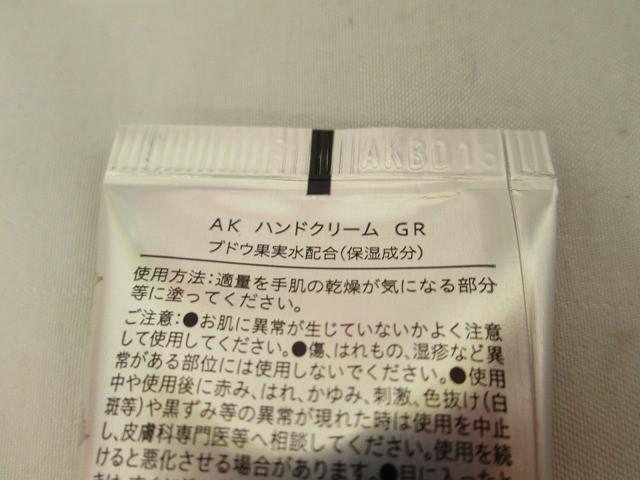 AKBD15
AK ハンドクリーム GR
ブドウ果実水配合(保湿成分)
使用方法:適量を手肌の乾燥が気になる部分
等に塗ってください。
ご注意:●お肌に異常が生じていないかよく注意
して使用してください。●傷、はれもの、湿疹など異
常がある部位には使用しないでください。●使用
中や使用後に赤み、はれ、かゆみ、刺激、色抜け(白
斑等)や黒ずみ等の異常が現れた時は使用を中止
し、皮膚科専門医等へ相談してください。使用を続
けると悪化させる場合があります。●目に入ったと